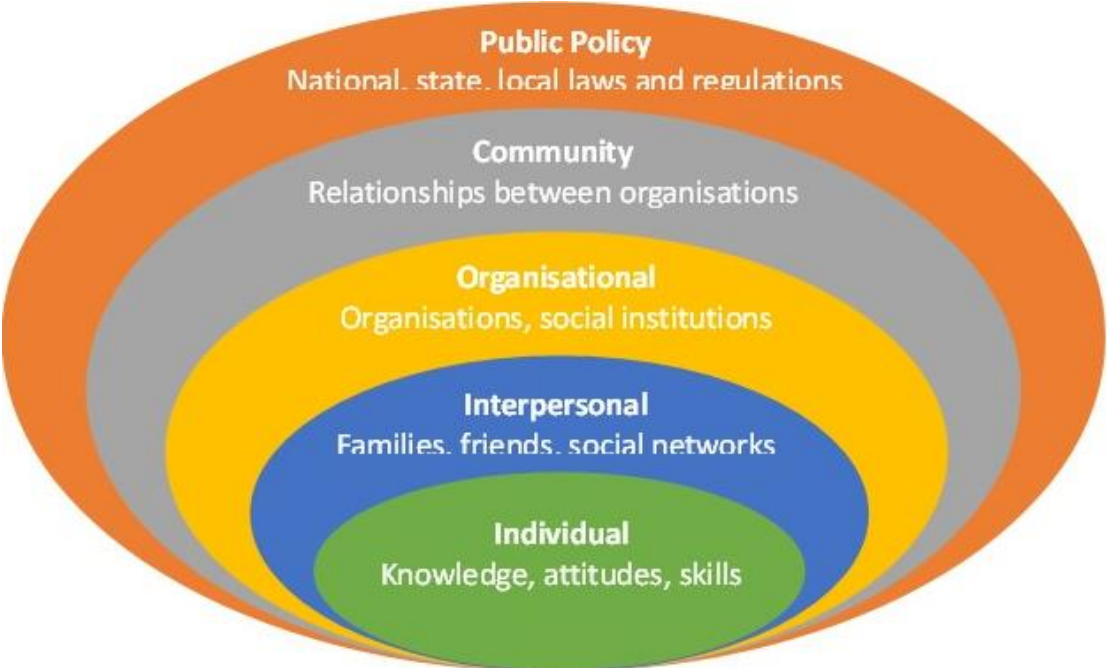 Public Policy
National, state, local laws and regulations
Community
Relationships between organisations
Organisational
Organisations, social institutions
Interpersonal
Families, friends, social networks
Individual
Knowledge, attitudes, skills